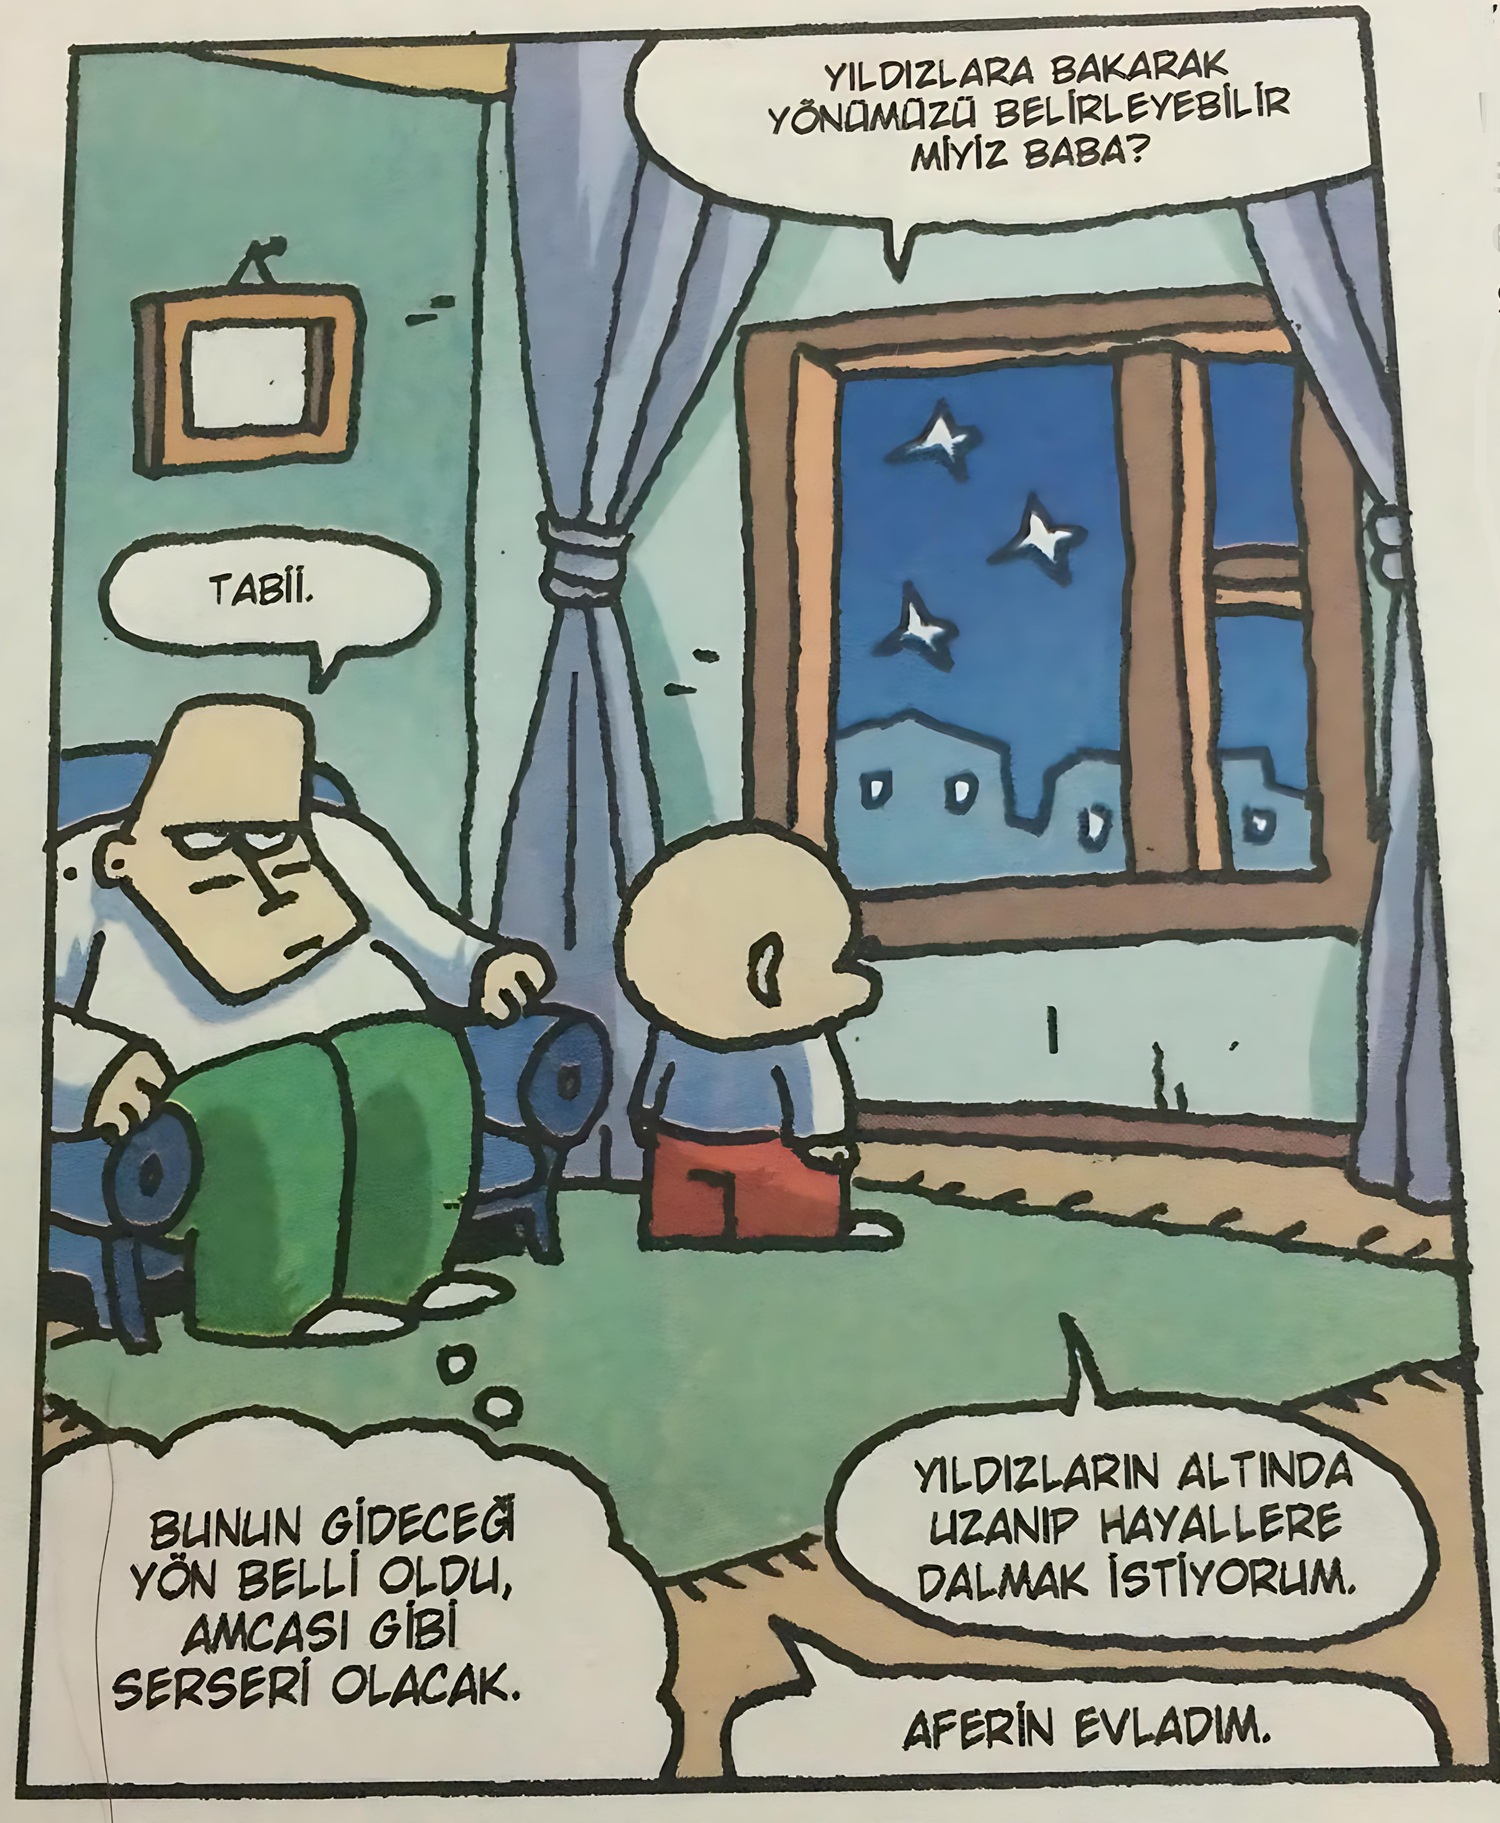 YILDIZLARA BAKARAK
YÖNÜMÜZÜ BELİRLEYEBİLİR
MİYİZ BABA?
TABİİ.
YILDIZLARIN ALTINDA
UZANIP HAYALLERE
DALMAK İSTİYORUM.
AFERİN EVLADIM.
BUNUN GİDECEĞİ
YÖN BELLİ OLDU,
AMCASI GİBİ
SERSERİ OLACAK.